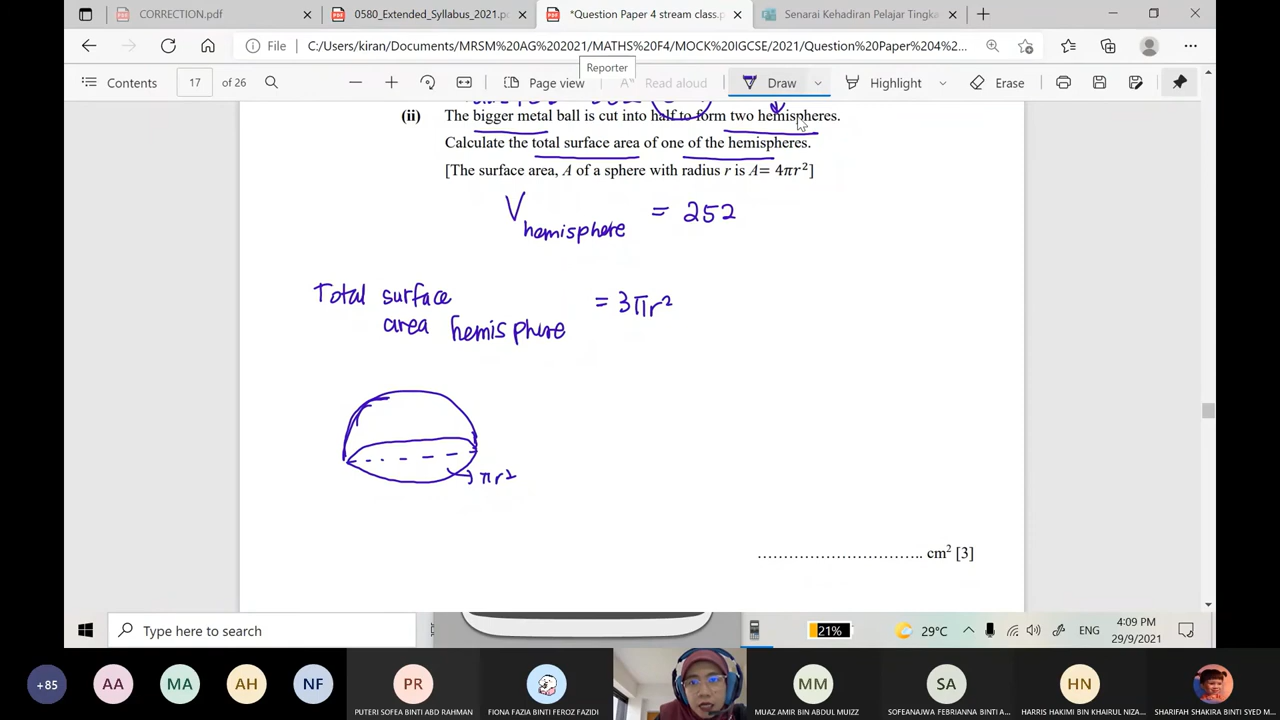 CORRECTION.pdf
0580_Extended_Syllabus_2021.p
*Question Paper 4 stream class.p
Senarai Kehadiran Pelajar Tingka
File C:/Users/kiran/Documents/MRSM%20AG%202021/MATHS%20F4/MOCK%20IGCSE/2021/Question%20Paper%204%2...
Reporter
Contents 17 of 26 Page view Read aloud Draw Highlight Erase
(ii) The bigger metal ball is cut into half to form two hemispheres.
Calculate the total surface area of one of the hemispheres.
[The surface area, A of a sphere with radius r is A= 4πr²]
V hemisphere = 252
Total surface area hemisphere = 3πr²
πr²
………………………….. cm² [3]
Type here to search
21%
29°C
ENG
4:09 PM
29/9/2021
+85
AA
MA
AH
NF
PR
PUTERI SOFEA BINTI ABD RAHMAN
FIONA FAZIA BINTI FEROZ FAZIDI
MM
MUAZ AMIR BIN ABDUL MUIZZ
SA
SOFEANAJWA FEBRIANNA BINTI A...
HN
HARRIS HAKIMI BIN KHAIRUL NIZA...
SHARIFAH SHAKIRA BINTI SYED M...